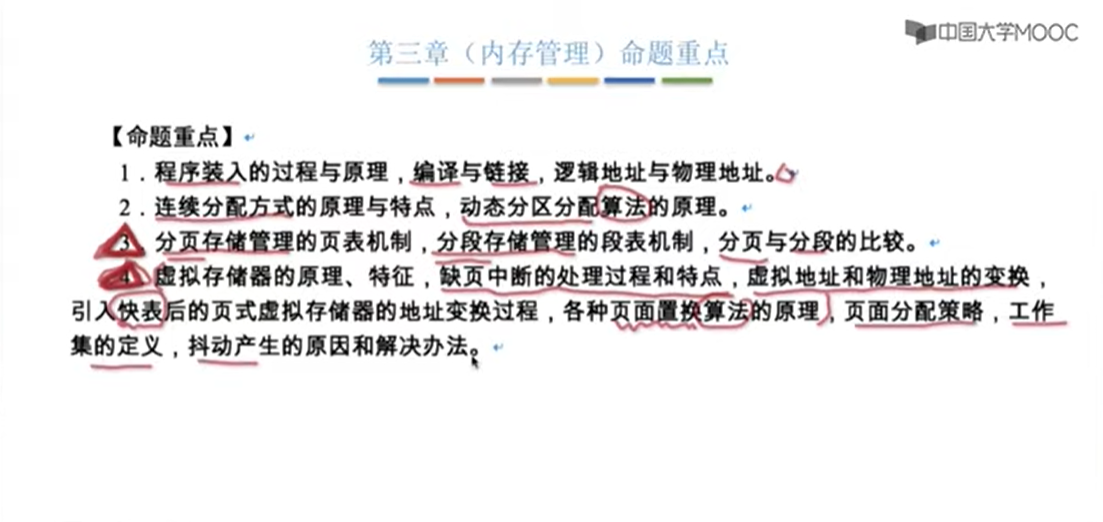 中国大学MOOC
第三章（内存管理）命题重点
【命题重点】
1．程序装入的过程与原理，编译与链接，逻辑地址与物理地址。
2．连续分配方式的原理与特点，动态分区分配算法的原理。
3．分页存储管理的页表机制，分段存储管理的段表机制，分页与分段的比较。
4．虚拟存储器的原理、特征，缺页中断的处理过程和特点，虚拟地址和物理地址的变换，
引入快表后的页式虚拟存储器的地址变换过程，各种页面置换算法的原理，页面分配策略，工作
集的定义，抖动产生的原因和解决办法。